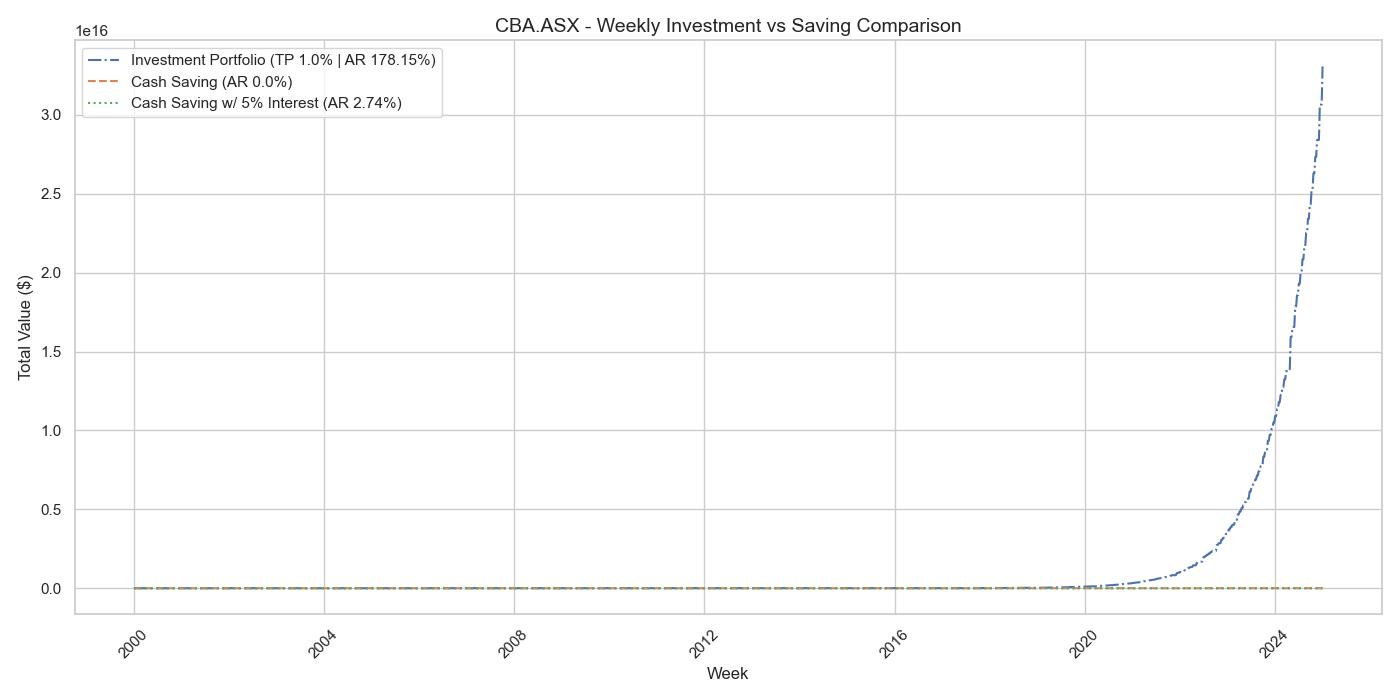 CBA.ASX - Weekly Investment vs Saving Comparison
1e16
Investment Portfolio (TP 1.0% | AR 178.15%)
Cash Saving (AR 0.0%)
Cash Saving w/ 5% Interest (AR 2.74%)
Total Value ($)
3.0
2.5
2.0
1.5
1.0
0.5
0.0
2000
2004
2008
2012
2016
2020
2024
Week